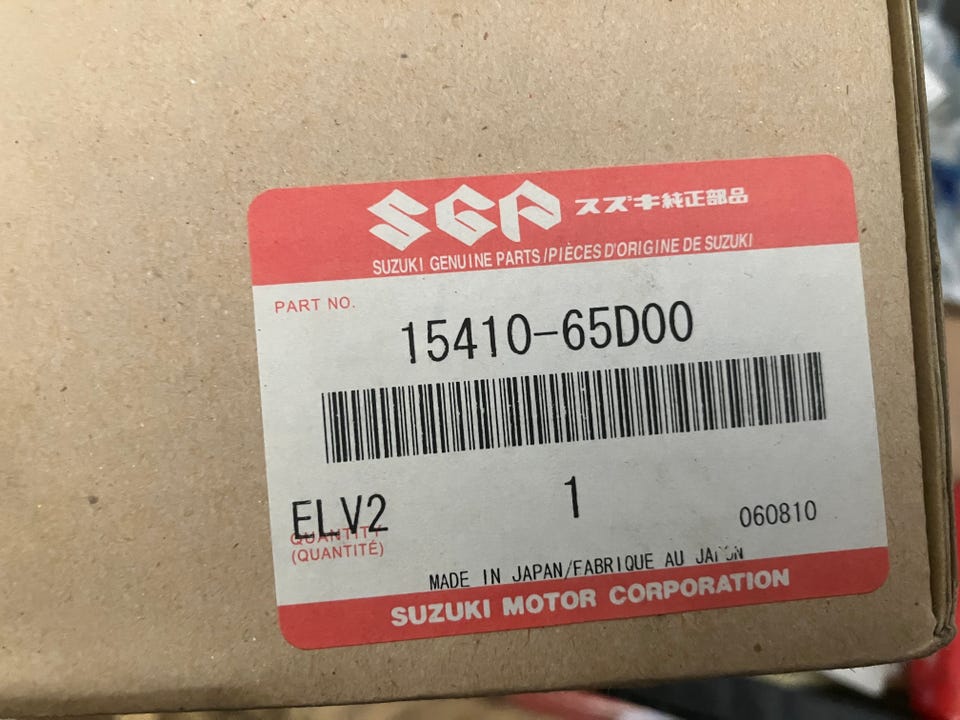 SGP スズキ純正部品
SUZUKI GENUINE PARTS/PIÈCES D'ORIGINE DE SUZUKI
PART NO.
15410-65D00
ELV2 1 060810
QUANTITY
(QUANTITÉ)
MADE IN JAPAN/FABRIQUE AU JAPON
SUZUKI MOTOR CORPORATION